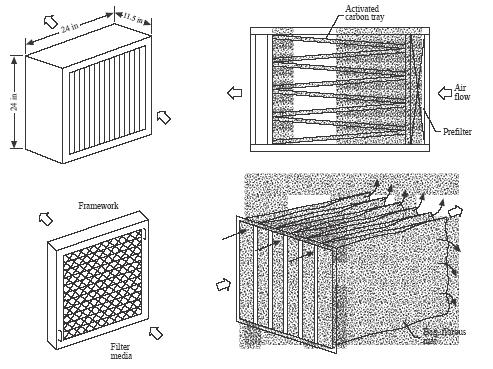 24 in
11.5 in
24 in
Activated
carbon tray
Air
flow
Prefilter
Framework
Filter
media